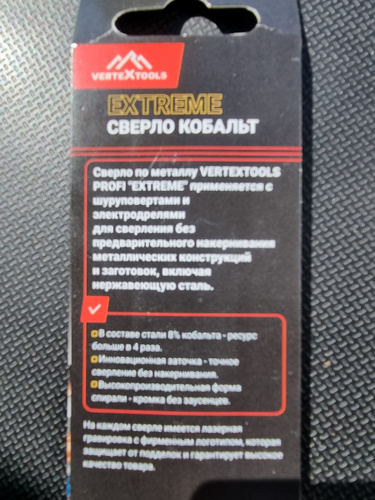 VERTEXTOOLS
EXTREME
СВЕРЛО КОБАЛЬТ
Сверло по металлу VERTEXTOOLS
PROFI "EXTREME" применяется с
шуруповертами и
электродрелями
для сверления без
предварительного накернивания
металлических конструкций
и заготовок, включая
нержавеющую сталь.
В составе стали 8% кобальта - ресурс
больше в 4 раза.
Инновационная заточка - точное
сверление без накернивания.
Высокопроизводительная форма
спирали - кромка без заусенцев.
На каждом сверле имеется лазерная
гравировка с фирменным логотипом, которая
защищает от подделок и гарантирует высокое
качество товара.